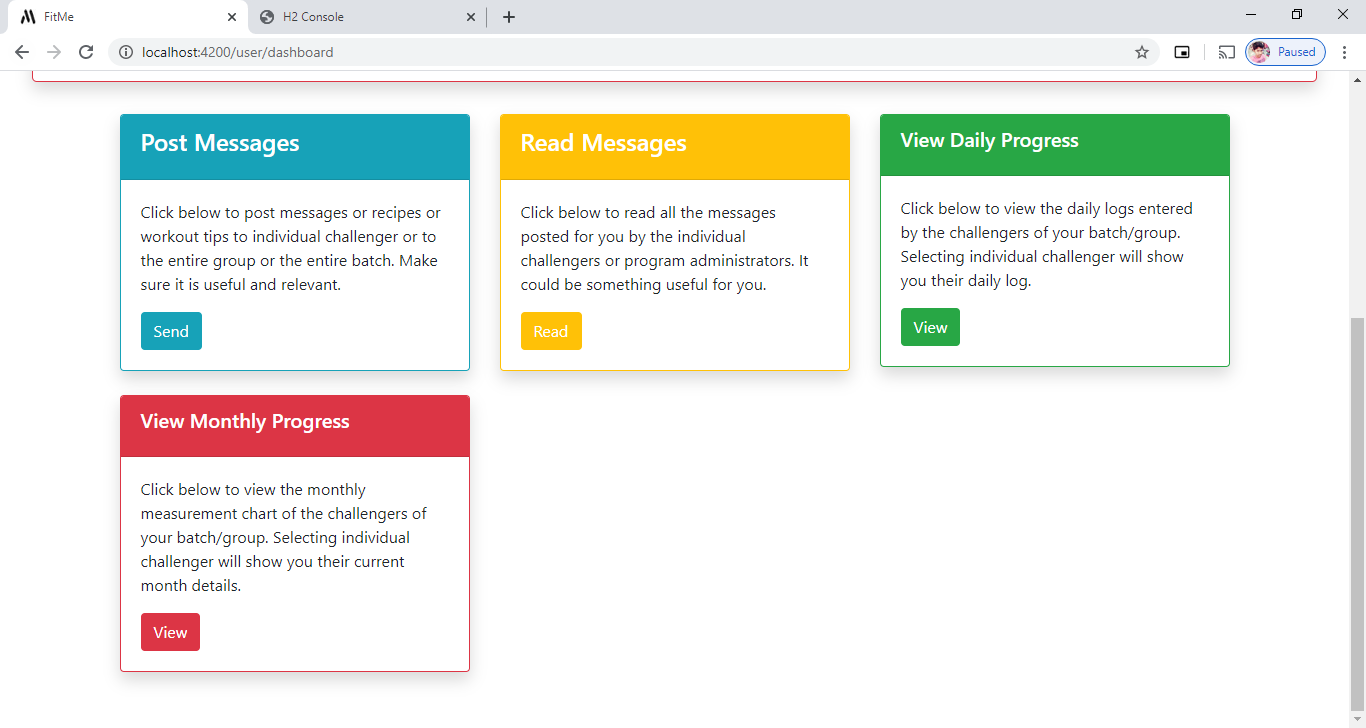 FitMe
H2 Console
localhost:4200/user/dashboard
Paused
Post Messages
Click below to post messages or recipes or
workout tips to individual challenger or to
the entire group or the entire batch. Make
sure it is useful and relevant.
Send
Read Messages
Click below to read all the messages
posted for you by the individual
challengers or program administrators. It
could be something useful for you.
Read
View Daily Progress
Click below to view the daily logs entered
by the challengers of your batch/group.
Selecting individual challenger will show
you their daily log.
View
View Monthly Progress
Click below to view the monthly
measurement chart of the challengers of
your batch/group. Selecting individual
challenger will show you their current
month details.
View